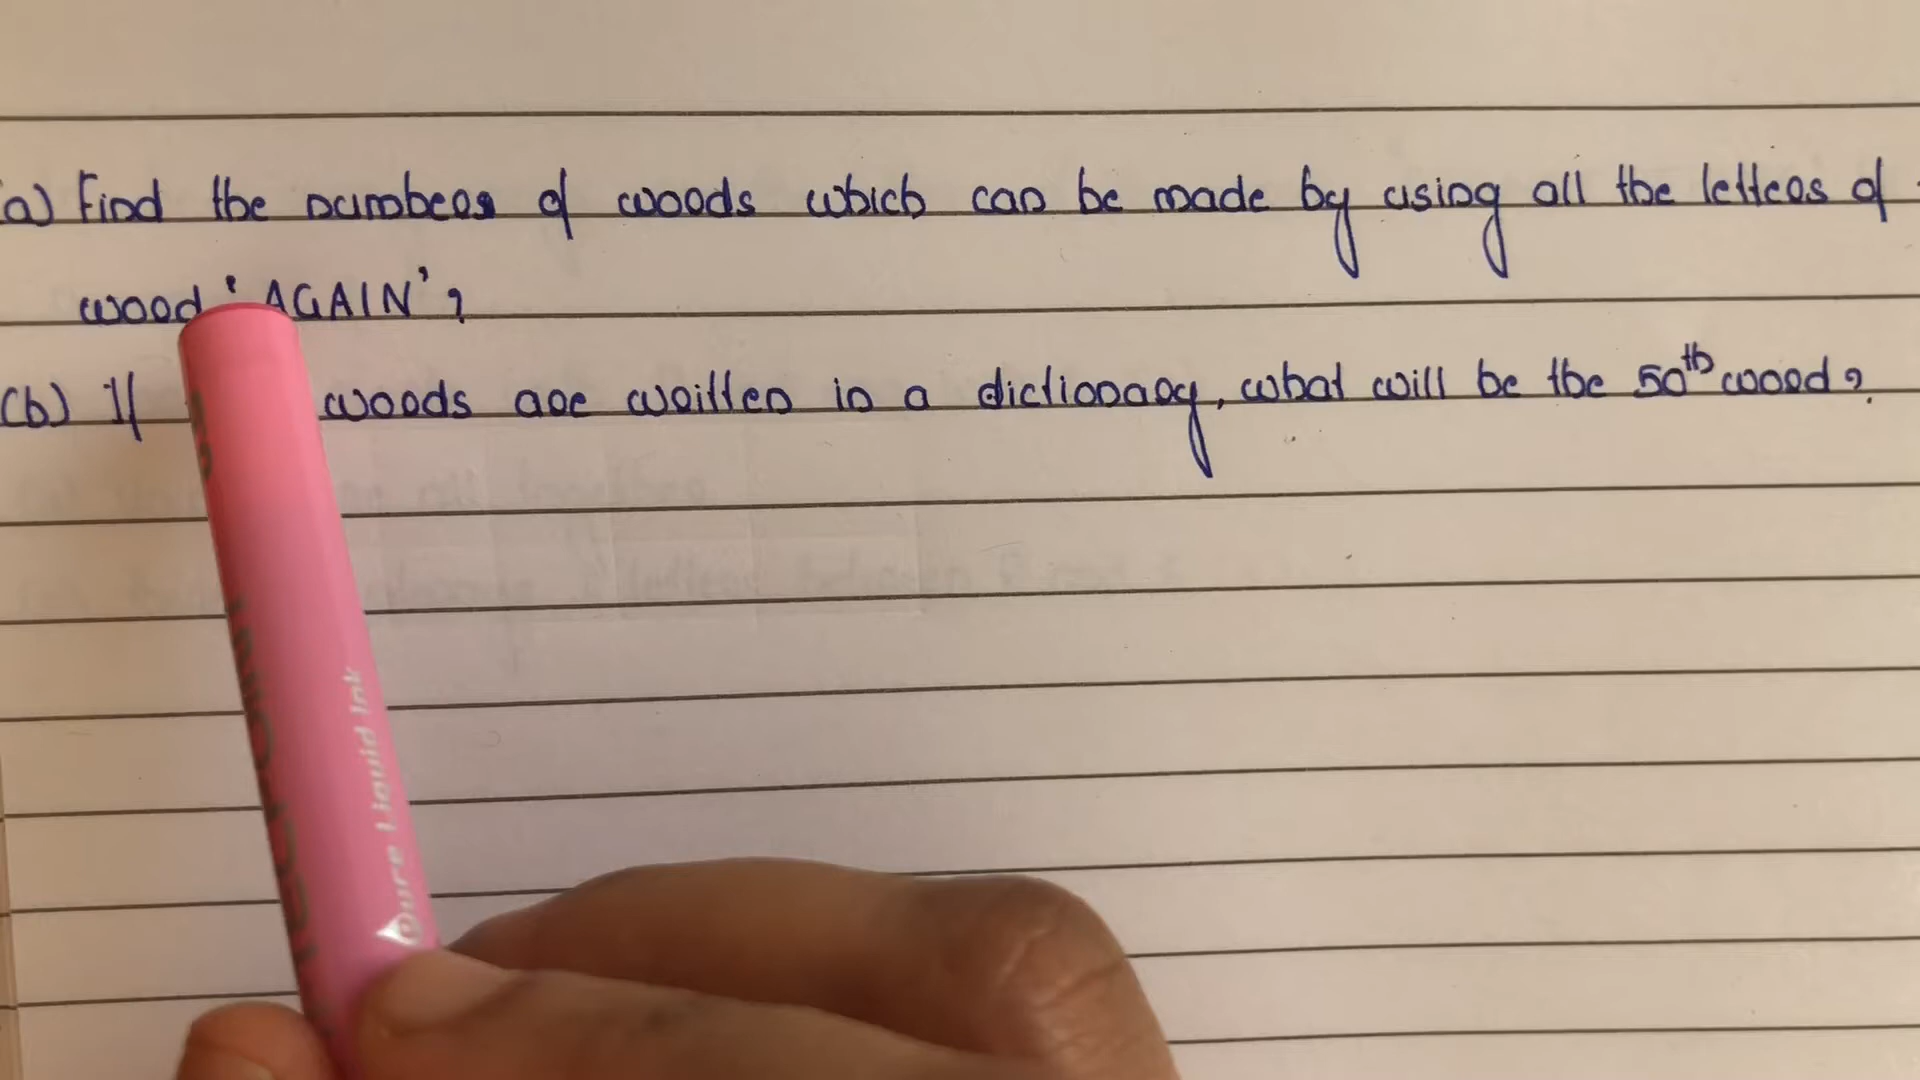 a) Find the numbers of words which can be made by using all the letters of
word 'AGAIN'?
(b) If words are written in a dictionary, what will be the 50th word?
Pure Liquid Ink